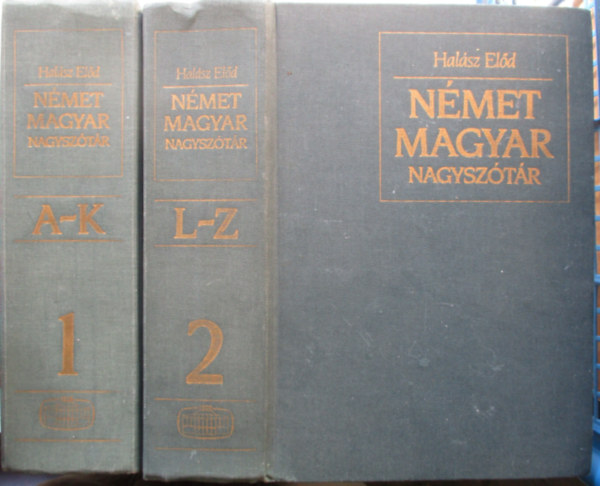 Halász Előd
NÉMET
MAGYAR
NAGYSZÓTÁR
A-K
1
Halász Előd
NÉMET
MAGYAR
NAGYSZÓTÁR
L-Z
2
Halász Előd
NÉMET
MAGYAR
NAGYSZÓTÁR